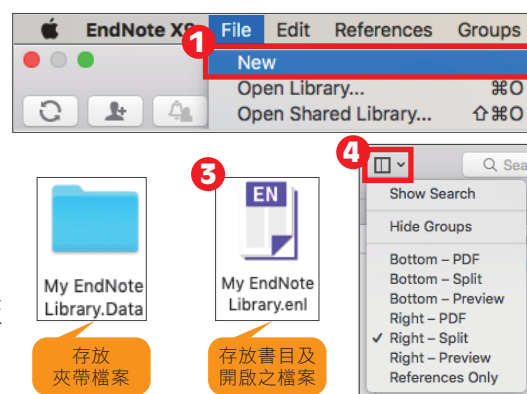 EndNote X9 File Edit References Groups
1
New
Open Library... ⌘O
Open Shared Library... ⇧⌘O
3
EN
My EndNote
Library.Data
My EndNote
Library.enl
存放
夾帶檔案
存放書目及
開啟之檔案
4
Show Search
Hide Groups
Bottom – PDF
Bottom – Split
Bottom – Preview
Right – PDF
✓ Right – Split
Right – Preview
References Only